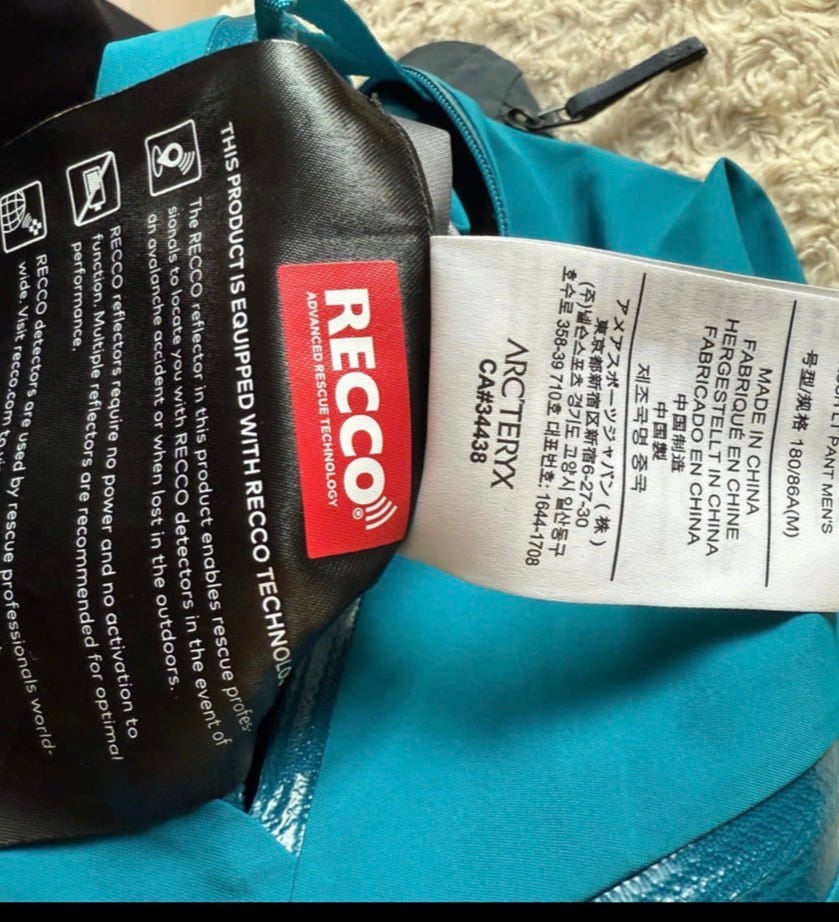 RECCO®
ADVANCED RESCUE TECHNOLOGY
THIS PRODUCT IS EQUIPPED WITH RECCO
The RECCO reflector in this product enables rescue profes-
sionals to locate you with RECCO detectors in the event of
an avalanche accident or when lost in the outdoors.
RECCO reflectors require no power and no activation to
function. Multiple reflectors are recommended for optimal
performance.
RECCO detectors are used by rescue professionals world-
wide. Visit recco.com to
PANT MEN'S
号型/规格 180/86A(M)
MADE IN CHINA
FABRIQUÉ EN CHINE
HERGESTELLT IN CHINA
FABRICADO EN CHINA
中国制造
中國製
제조국명 중국
アメアスポーツジャパン(株)
東京都新宿区新宿6-27-30
(주)넬슨스포츠 경기도 고양시 일산동구
호수로 358-39 710호 대표번호: 1644-1708
ARC'TERYX
CA#34438